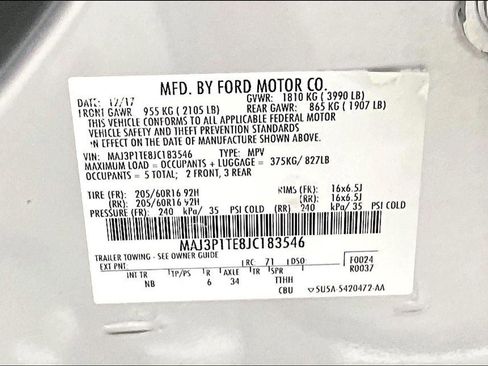 MFD. BY FORD MOTOR CO.
DATE: 12/17 GVWR: 1810 KG ( 3990 LB)
FRONT GAWR: 955 KG ( 2105 LB) REAR GAWR: 865 KG ( 1907 LB)
THIS VEHICLE CONFORMS TO ALL APPLICABLE FEDERAL MOTOR
VEHICLE SAFETY AND THEFT PREVENTION STANDARDS
IN EFFECT ON THE DATE OF MANUFACTURE SHOWN ABOVE.
VIN: MAJ3P1TE8JC183546 TYPE: MPV
MAXIMUM LOAD = OCCUPANTS + LUGGAGE = 375KG/ 827LB
OCCUPANTS = 5 TOTAL; 2 FRONT, 3 REAR
TIRE (FR): 205/60R16 92H RIMS (FR): 16x6.5J
(RR): 205/60R16 92H (RR): 16x6.5J
PRESSURE (FR): 240 kPa/ 35 PSI COLD (RR) 240 kPa/ 35 PSI COLD
MAJ3P1TE8JC183546
TRAILER TOWING - SEE OWNER GUIDE
EXT PNT: RC: 71 DSO: F0024
INT TR TP/PS R AXLE TR SPR R0037
NB 6 34 TTHH
CBU SU5A-5420472-AA